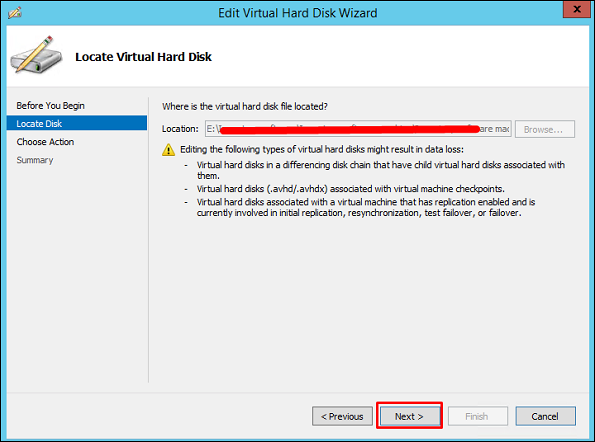 Edit Virtual Hard Disk Wizard
X
Locate Virtual Hard Disk
Before You Begin
Locate Disk
Choose Action
Summary
Where is the virtual hard disk file located?
Location: E:\ are mac Browse...
Editing the following types of virtual hard disks might result in data loss:
- Virtual hard disks in a differencing disk chain that have child virtual hard disks associated with
them.
- Virtual hard disks (.avhd/.avhdx) associated with virtual machine checkpoints.
- Virtual hard disks associated with a virtual machine that has replication enabled and is
currently involved in initial replication, resynchronization, test failover, or failover.
< Previous Next > Finish Cancel